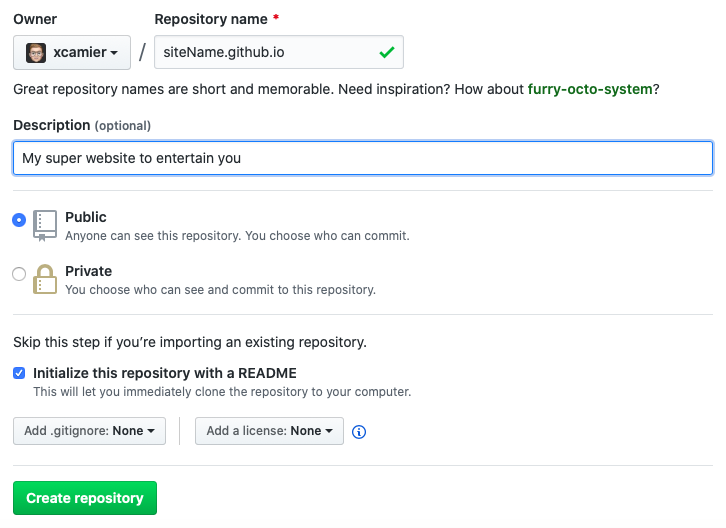 Owner Repository name *
xcamier / siteName.github.io
Great repository names are short and memorable. Need inspiration? How about furry-octo-system?
Description (optional)
My super website to entertain you
Public
Anyone can see this repository. You choose who can commit.
Private
You choose who can see and commit to this repository.
Skip this step if you’re importing an existing repository.
Initialize this repository with a README
This will let you immediately clone the repository to your computer.
Add .gitignore: None Add a license: None
Create repository